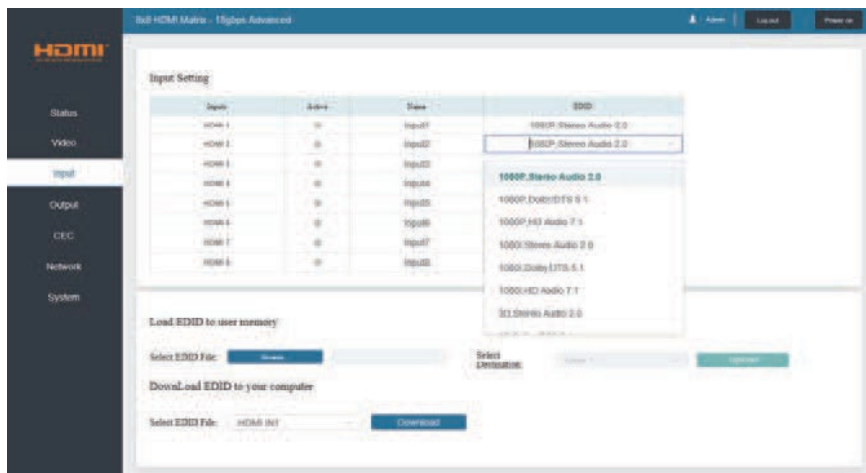 8x8 HDMI Matrix - 18gbps Advanced
Admin
Log out
Power on
HDMI
Input Setting
Status
Video
Input
Output
CEC
Network
System
Inputs Active Name EDID
HDMI 1 Input1 1080P,Stereo Audio 2.0
HDMI 2 Input2 1080P,Stereo Audio 2.0
HDMI 3 Input3
HDMI 4 Input4
HDMI 5 Input5
HDMI 6 Input6
HDMI 7 Input7
HDMI 8 Input8
1080P,Stereo Audio 2.0
1080P,Dolby/DTS 5.1
1080P,HD Audio 7.1
1080I,Stereo Audio 2.0
1080I,Dolby/DTS 5.1
1080I,HD Audio 7.1
3D,Stereo Audio 2.0
Load EDID to user memory
Select EDID File: Browse
Select Destination:
Upload
DownLoad EDID to your computer
Select EDID File: HDMI IN1 Download